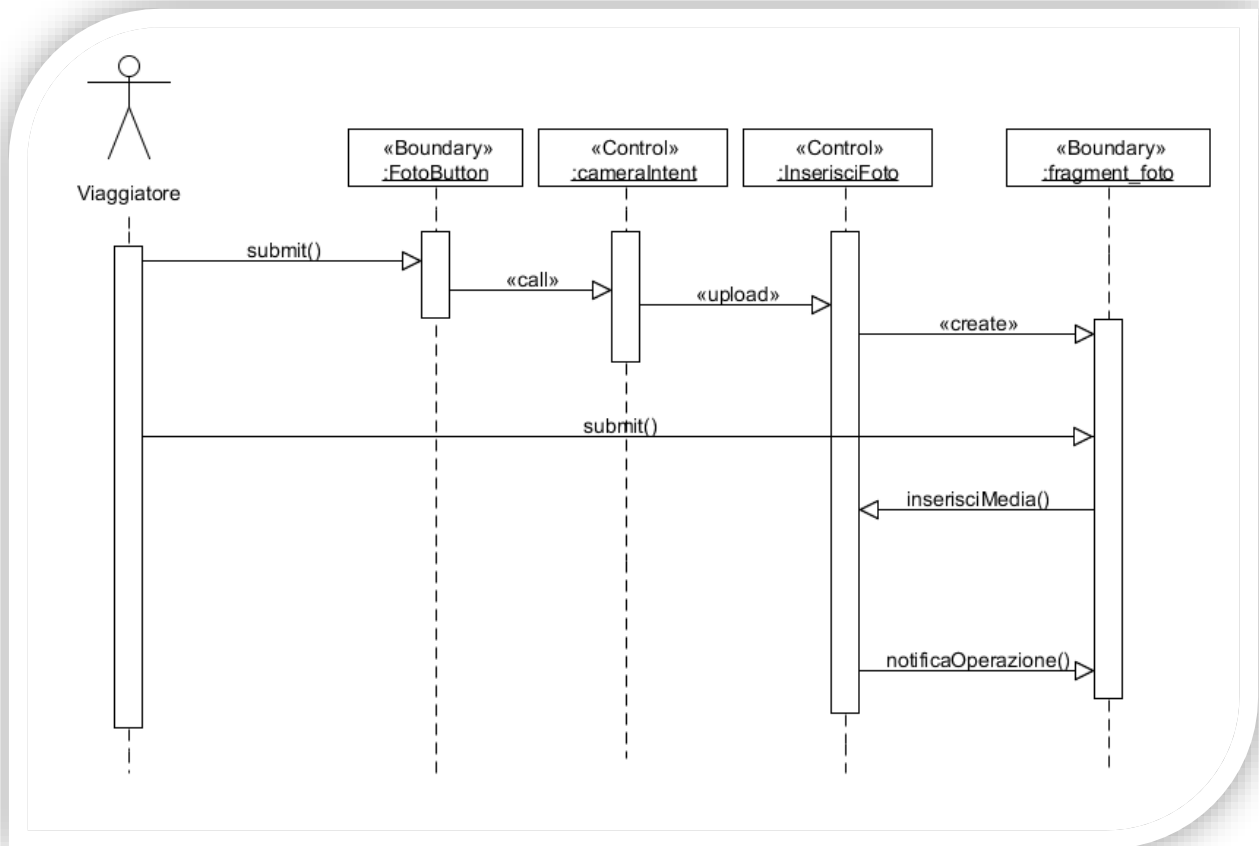 Viaggiatore
«Boundary»
:FotoButton
«Control»
:cameraIntent
«Control»
:InserisciFoto
«Boundary»
:fragment_foto
submit()
«call»
«upload»
«create»
submit()
inserisciMedia()
notificaOperazione()